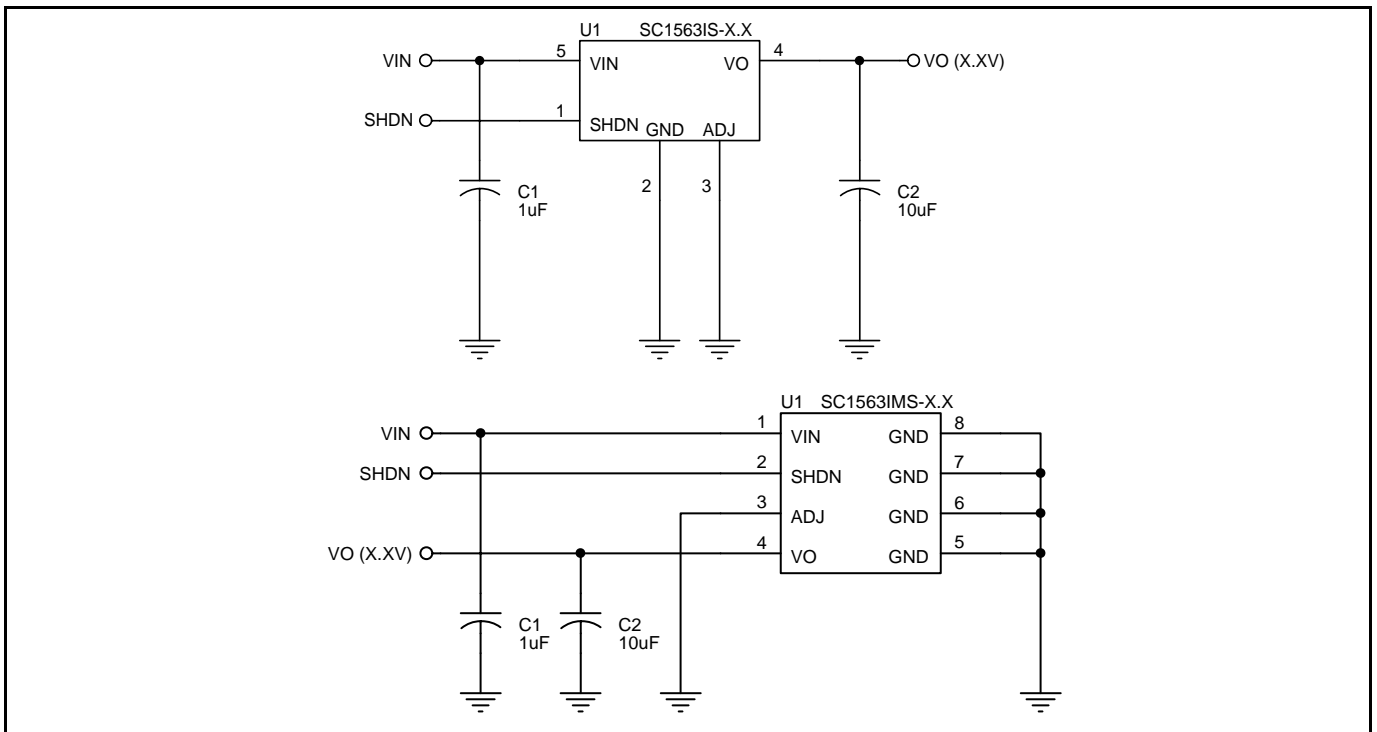 U1 SC1563IS-X.X
VIN 5 VIN VO 4 VO (X.XV)
SHDN 1 SHDN GND ADJ
2 3
C1
1uF
C2
10uF
U1 SC1563IMS-X.X
VIN 1 VIN GND 8
SHDN 2 SHDN GND 7
3 ADJ GND 6
VO (X.XV) 4 VO GND 5
C1
1uF
C2
10uF